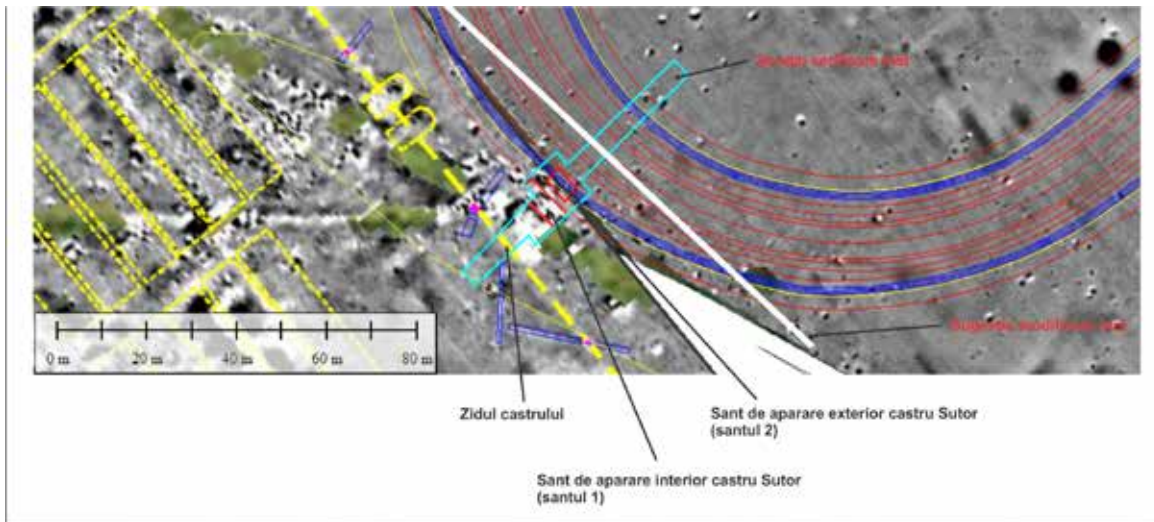 0 m 20 m 40 m 60 m 80 m
Zidul castrului
Sant de aparare exterior castru Sutor
(santul 2)
Sant de aparare interior castru Sutor
(santul 1)